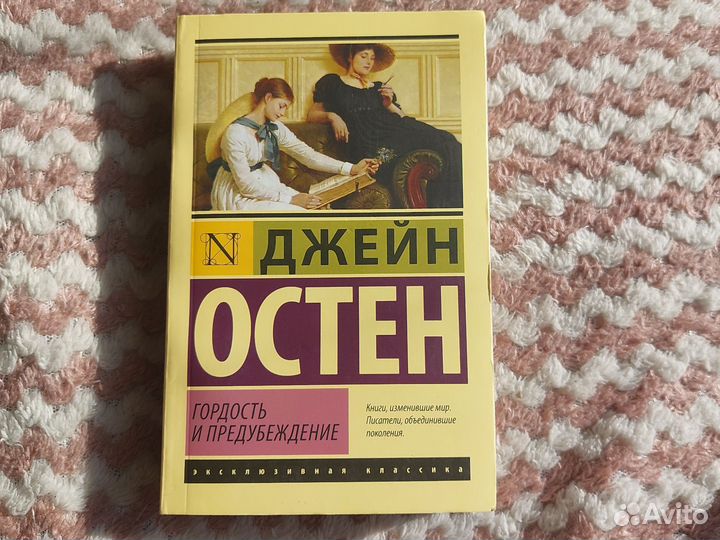 N
ДЖЕЙН
ОСТЕН
ГОРДОСТЬ
И ПРЕДУБЕЖДЕНИЕ
Книги, изменившие мир.
Писатели, объединившие
поколения.
эксклюзивная классика
Avito